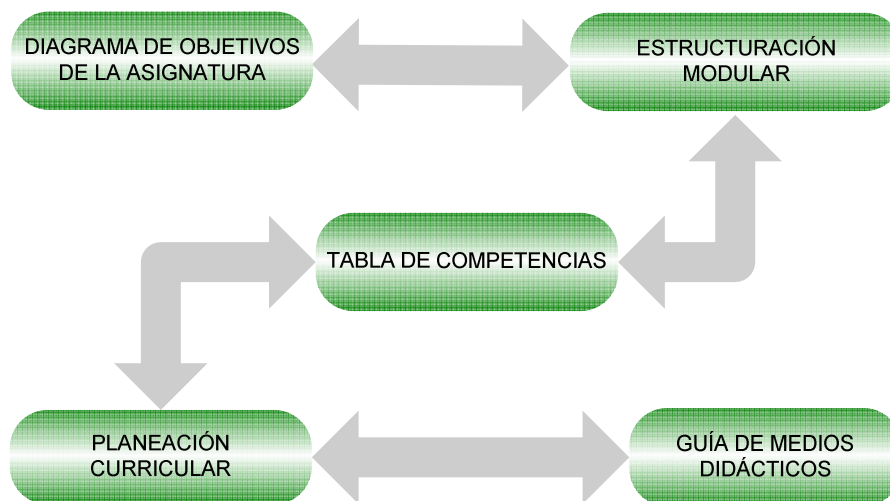 DIAGRAMA DE OBJETIVOS
DE LA ASIGNATURA
ESTRUCTURACIÓN
MODULAR
TABLA DE COMPETENCIAS
PLANEACIÓN
CURRICULAR
GUÍA DE MEDIOS
DIDÁCTICOS